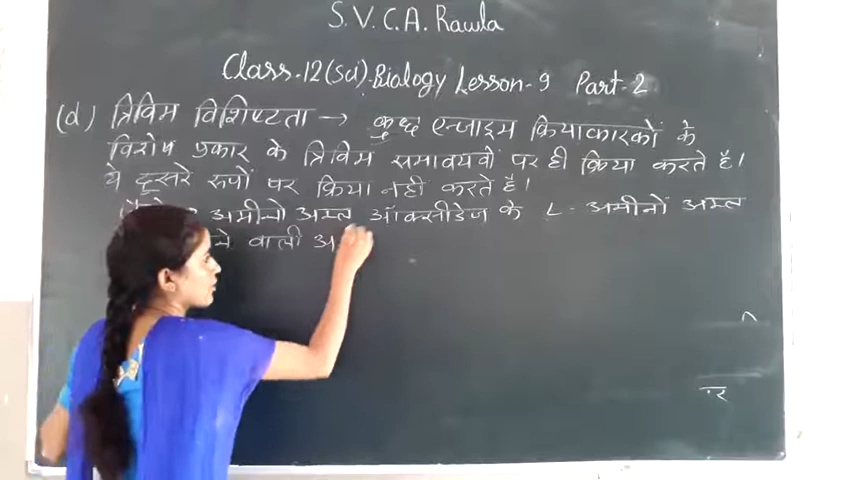 S.V.C.A. Rawla
Class-12(Sci) Biology Lesson-9 Part-2
(d) त्रिविम विशिष्टता → कुछ एन्जाइम क्रियाकारकों के
विशेष प्रकार के त्रिविम समावयवों पर ही क्रिया करते है।
ये दूसरे रूपों पर क्रिया नही करते है।
अमीनो अम्ल ऑक्सीडेज के L- अमीनों अम्ल
वाली